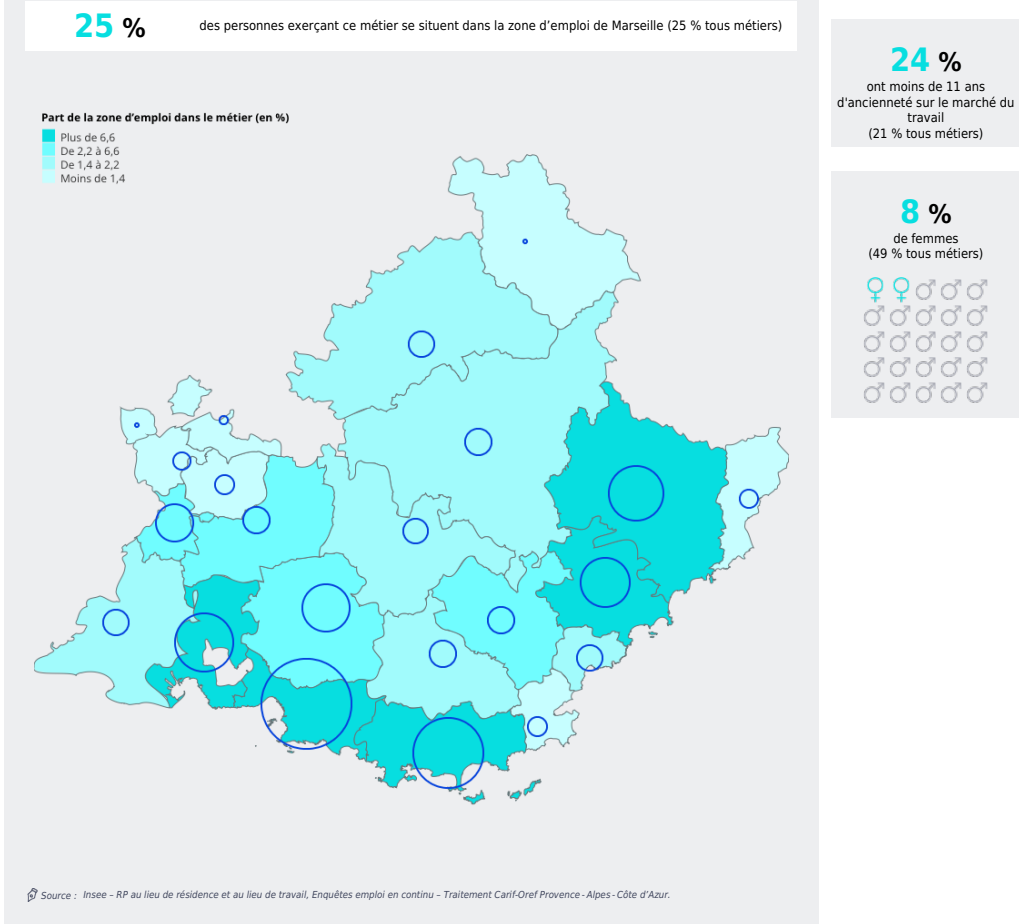 25 %
des personnes exerçant ce métier se situent dans la zone d’emploi de Marseille (25 % tous métiers)
Part de la zone d’emploi dans le métier (en %)
Plus de 6,6
De 2,2 à 6,6
De 1,4 à 2,2
Moins de 1,4
Source : Insee – RP au lieu de résidence et au lieu de travail, Enquêtes emploi en continu – Traitement Carif-Oref Provence - Alpes - Côte d’Azur.
24 %
ont moins de 11 ans
d'ancienneté sur le marché du
travail
(21 % tous métiers)
8 %
de femmes
(49 % tous métiers)